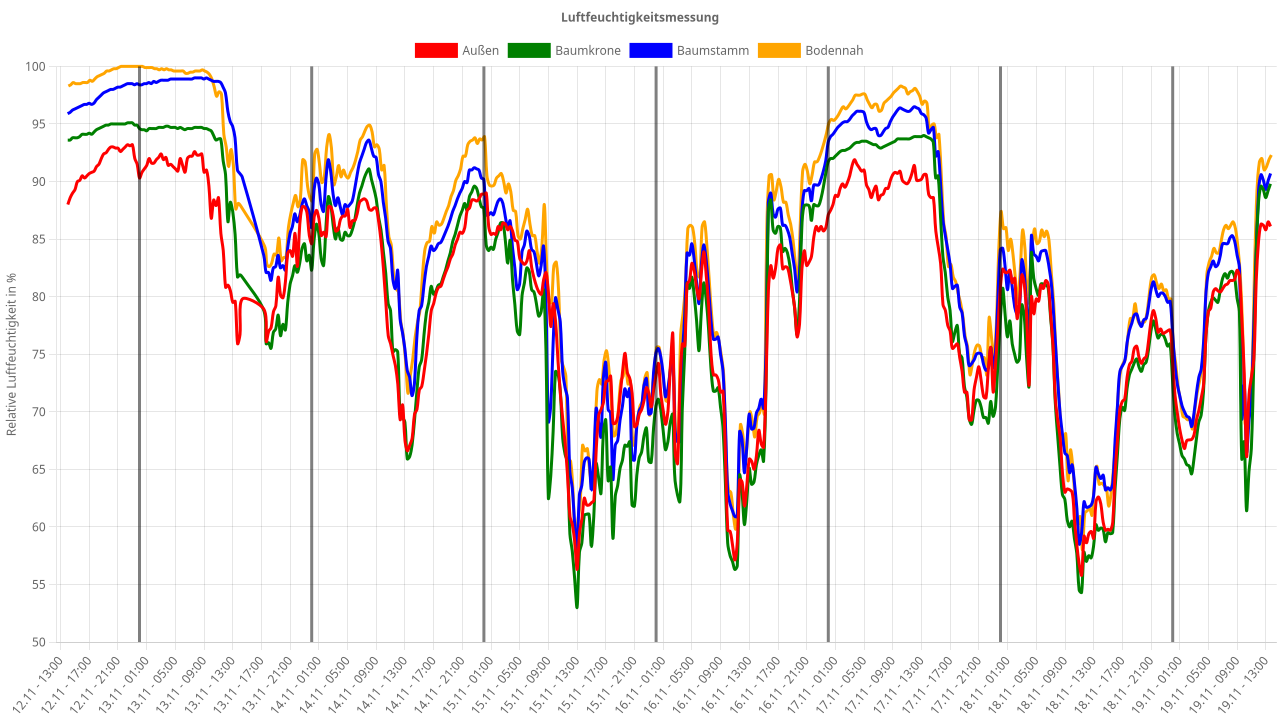 Luftfeuchtigkeitsmessung
Außen Baumkrone Baumstamm Bodennah
Relative Luftfeuchtigkeit in %
100
95
90
85
80
75
70
65
60
55
50
12.11 - 13:00
12.11 - 17:00
12.11 - 21:00
13.11 - 01:00
13.11 - 05:00
13.11 - 09:00
13.11 - 13:00
13.11 - 17:00
13.11 - 21:00
14.11 - 01:00
14.11 - 05:00
14.11 - 09:00
14.11 - 13:00
14.11 - 17:00
14.11 - 21:00
15.11 - 01:00
15.11 - 05:00
15.11 - 09:00
15.11 - 13:00
15.11 - 17:00
15.11 - 21:00
16.11 - 01:00
16.11 - 05:00
16.11 - 09:00
16.11 - 13:00
16.11 - 17:00
16.11 - 21:00
17.11 - 01:00
17.11 - 05:00
17.11 - 09:00
17.11 - 13:00
17.11 - 17:00
17.11 - 21:00
18.11 - 01:00
18.11 - 05:00
18.11 - 09:00
18.11 - 13:00
18.11 - 17:00
18.11 - 21:00
19.11 - 01:00
19.11 - 05:00
19.11 - 09:00
19.11 - 13:00